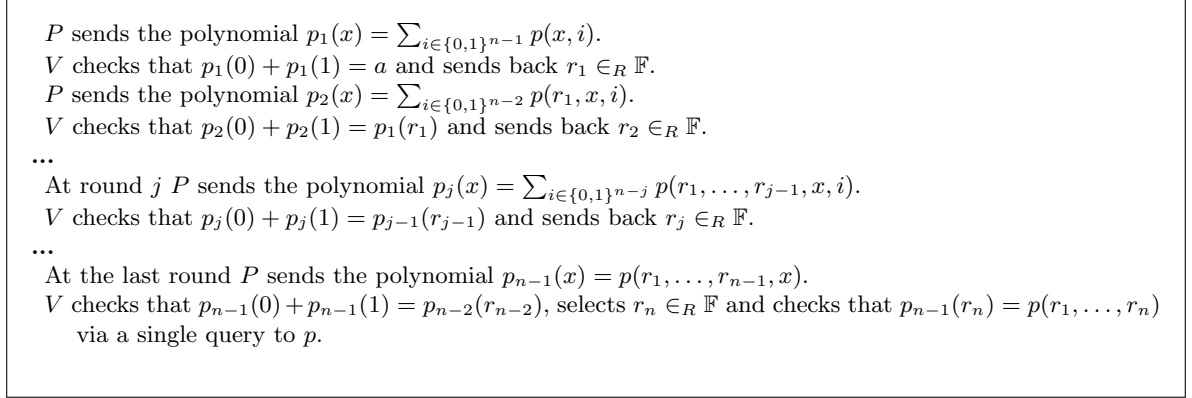 P sends the polynomial p₁(x) = ∑_{i∈{0,1}ⁿ⁻¹} p(x, i).
V checks that p₁(0) + p₁(1) = a and sends back r₁ ∈_R 𝔽.
P sends the polynomial p₂(x) = ∑_{i∈{0,1}ⁿ⁻²} p(r₁, x, i).
V checks that p₂(0) + p₂(1) = p₁(r₁) and sends back r₂ ∈_R 𝔽.
...
At round j P sends the polynomial p_j(x) = ∑_{i∈{0,1}ⁿ⁻ʲ} p(r₁, . . . , r_{j−1}, x, i).
V checks that p_j(0) + p_j(1) = p_{j−1}(r_{j−1}) and sends back r_j ∈_R 𝔽.
...
At the last round P sends the polynomial p_{n−1}(x) = p(r₁, . . . , r_{n−1}, x).
V checks that p_{n−1}(0) + p_{n−1}(1) = p_{n−2}(r_{n−2}), selects r_n ∈_R 𝔽 and checks that p_{n−1}(r_n) = p(r₁, . . . , r_n)
via a single query to p.